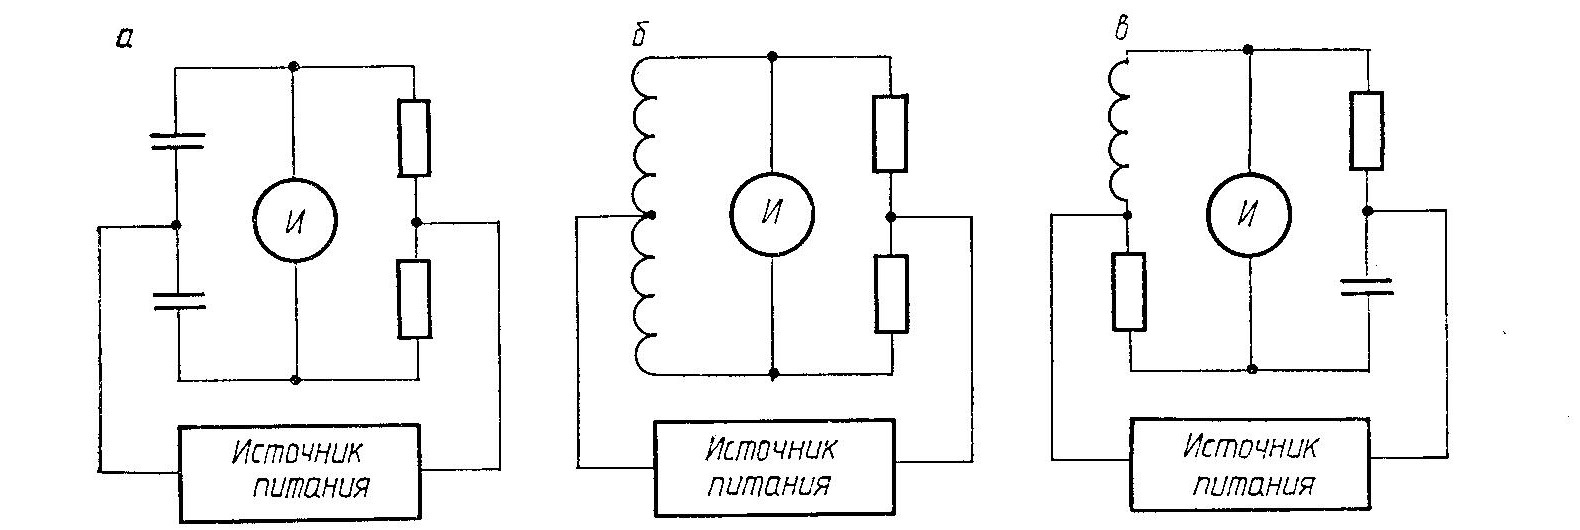 а
б
в
И
И
И
Источник
питания
Источник
питания
Источник
питания